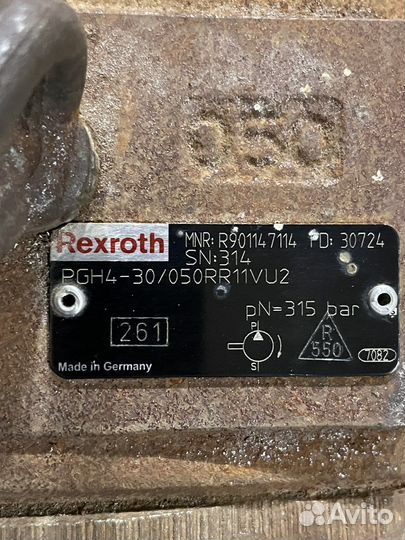 050
Rexroth MNR: R901147114 FD: 30724
SN:314
PGH4-30/050RR11VU2
261
pN=315 bar
P
S
R
550
7082
Made in Germany
Avito